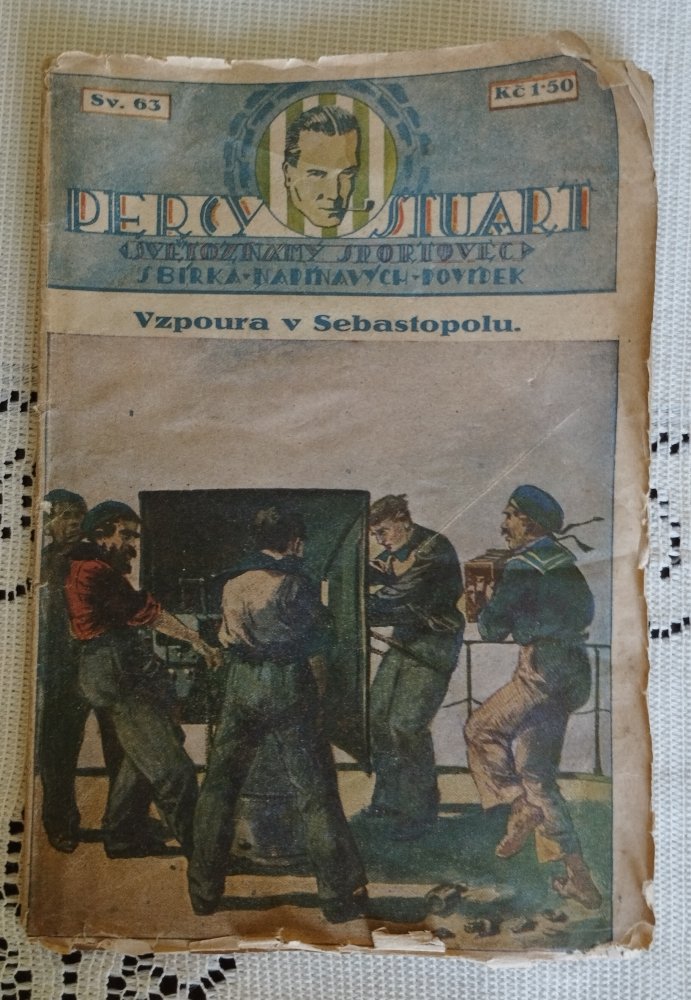 Sv. 63
Kč 1·50
PERCY STUART
SVĚTOZNÁMÝ SPORTOVEC
SBÍRKA · NAPÍNAVÝCH · POVÍDEK
Vzpoura v Sebastopolu.